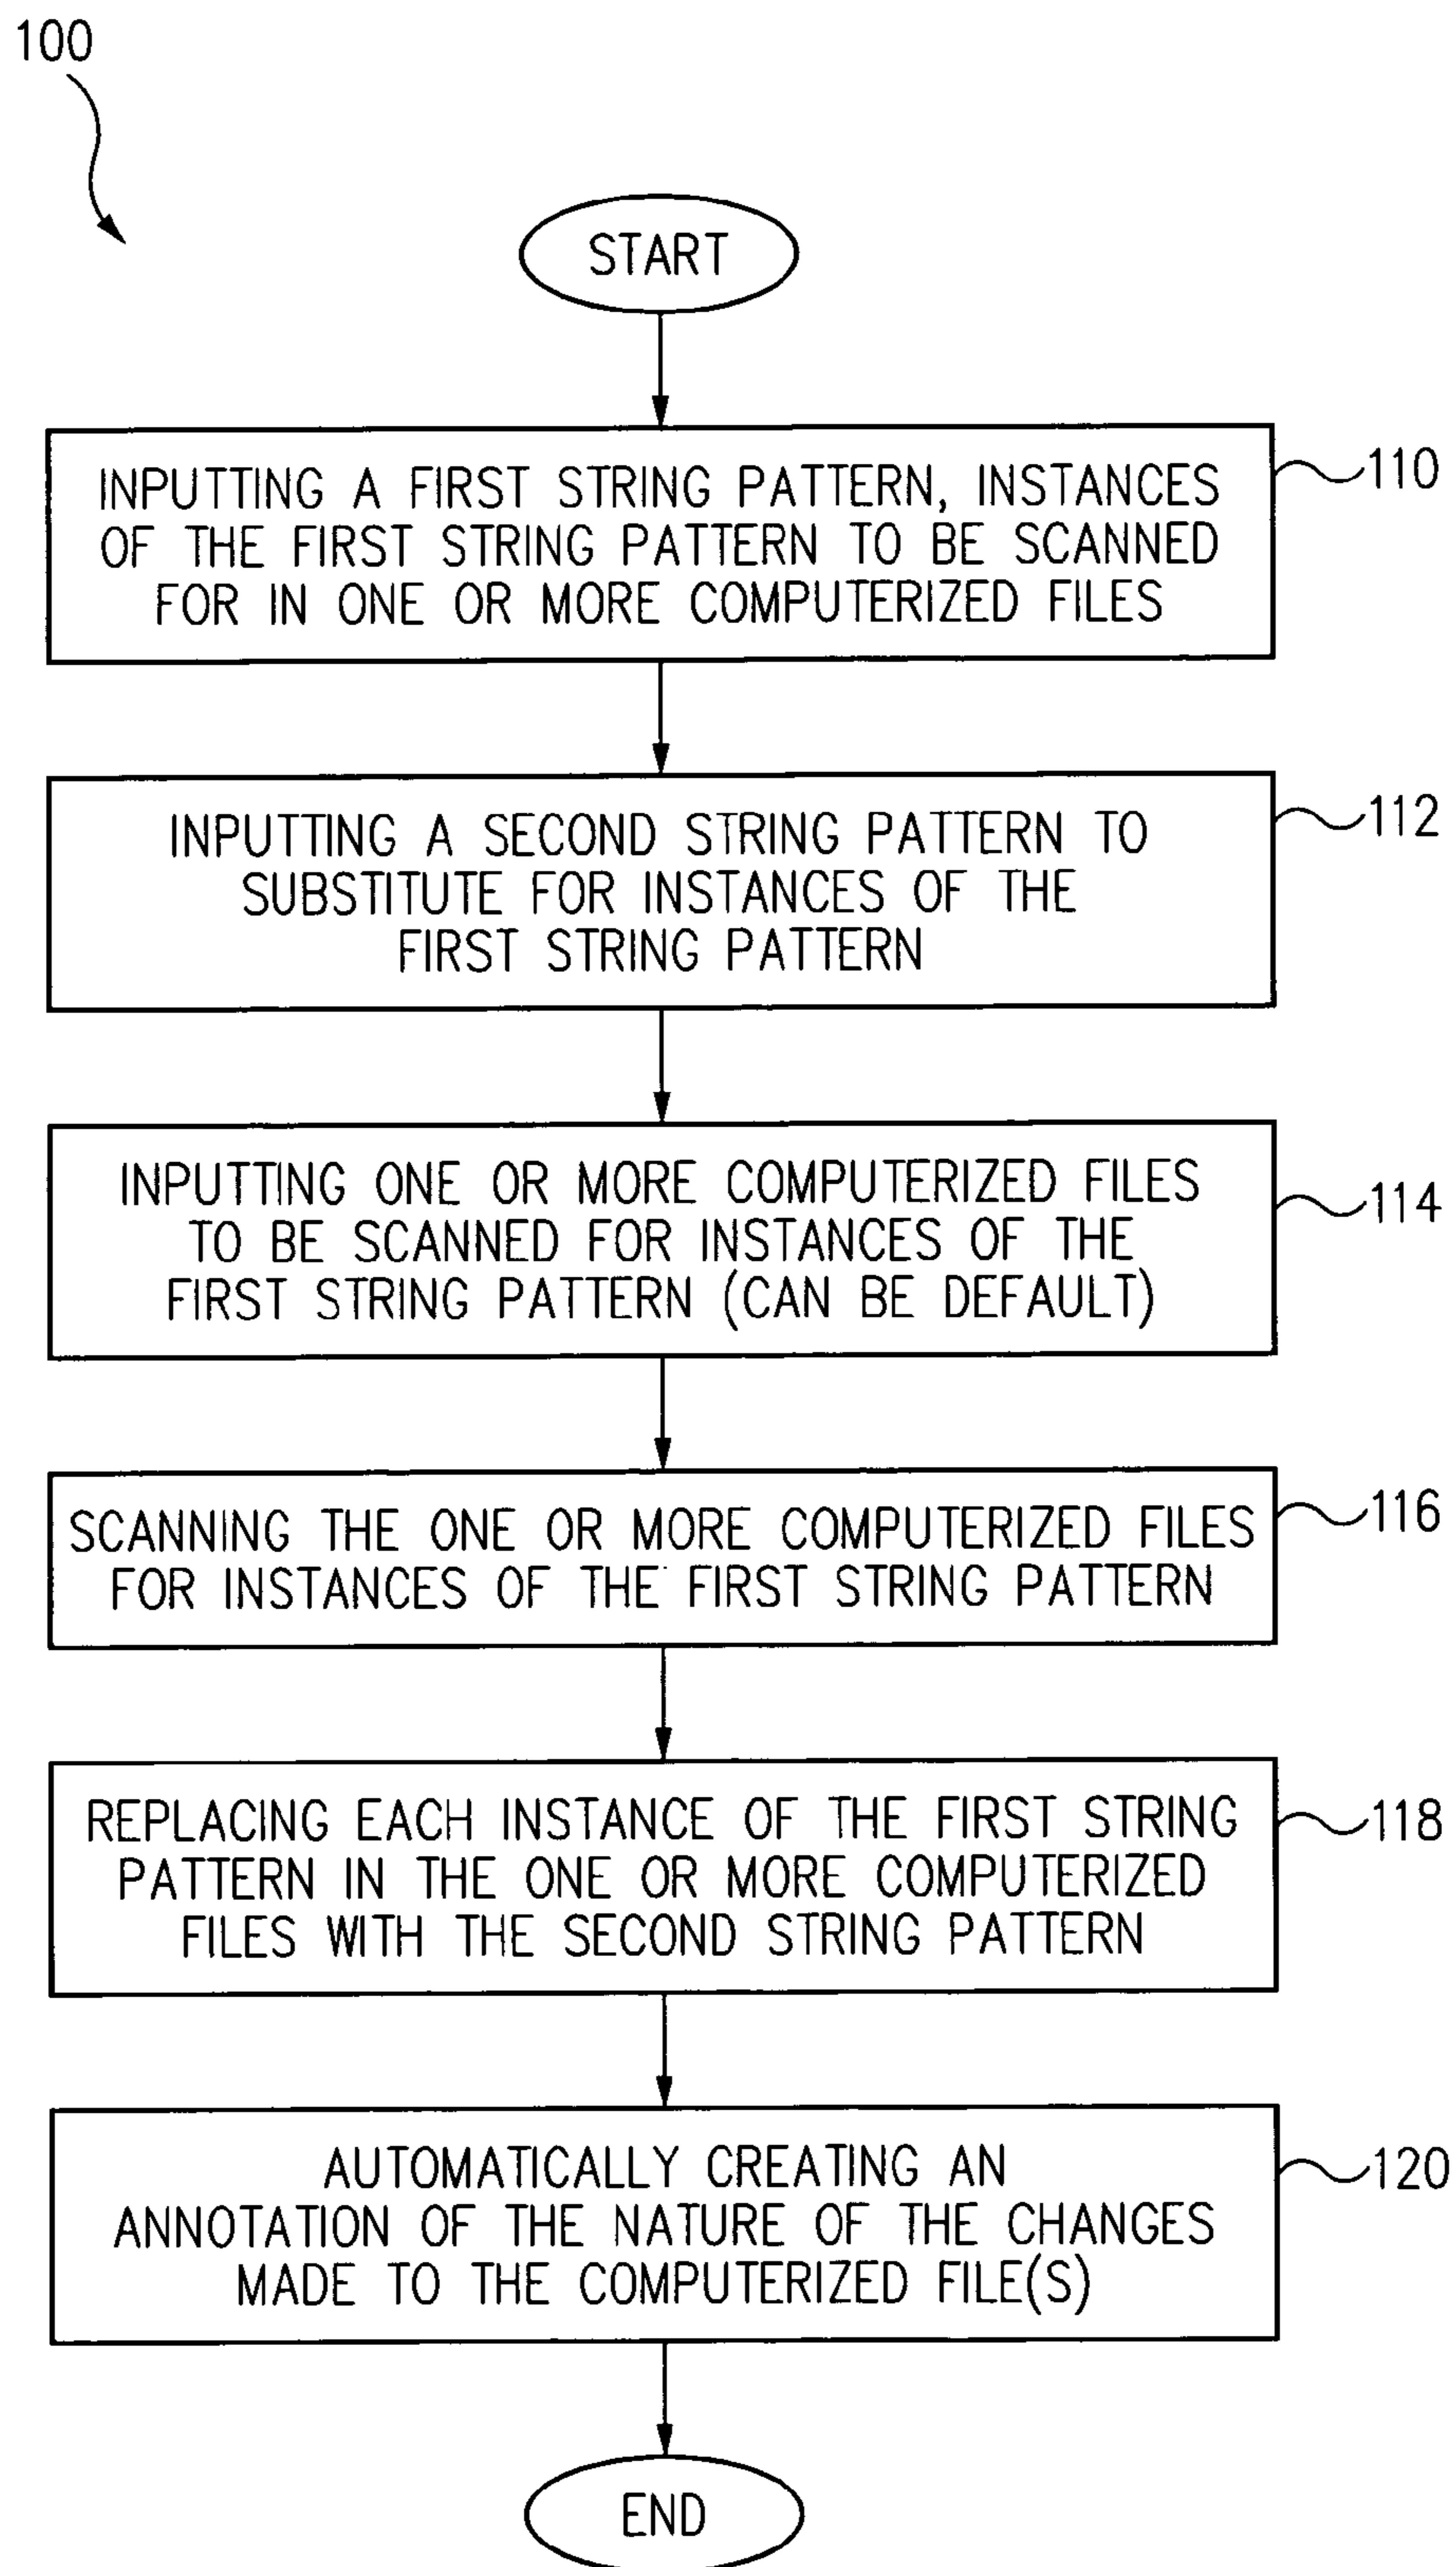 100
START
INPUTTING A FIRST STRING PATTERN, INSTANCES
OF THE FIRST STRING PATTERN TO BE SCANNED
FOR IN ONE OR MORE COMPUTERIZED FILES
110
INPUTTING A SECOND STRING PATTERN TO
SUBSTITUTE FOR INSTANCES OF THE
FIRST STRING PATTERN
112
INPUTTING ONE OR MORE COMPUTERIZED FILES
TO BE SCANNED FOR INSTANCES OF THE
FIRST STRING PATTERN (CAN BE DEFAULT)
114
SCANNING THE ONE OR MORE COMPUTERIZED FILES
FOR INSTANCES OF THE FIRST STRING PATTERN
116
REPLACING EACH INSTANCE OF THE FIRST STRING
PATTERN IN THE ONE OR MORE COMPUTERIZED
FILES WITH THE SECOND STRING PATTERN
118
AUTOMATICALLY CREATING AN
ANNOTATION OF THE NATURE OF THE CHANGES
MADE TO THE COMPUTERIZED FILE(S)
120
END